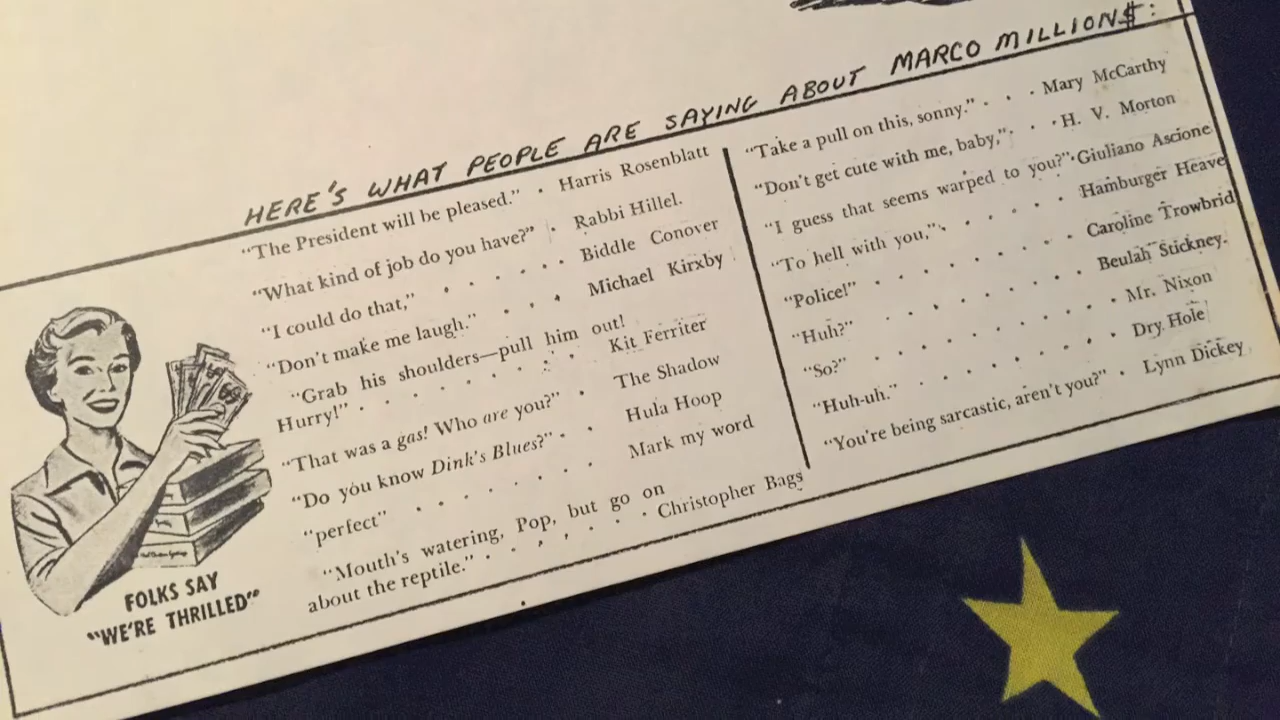 HERE'S WHAT PEOPLE ARE SAYING ABOUT MARCO MILLION$:
"The President will be pleased." . Harris Rosenblatt
"What kind of job do you have?" . Rabbi Hillel.
"I could do that," . . . . . Biddle Conover
"Don't make me laugh." . . . Michael Kirxby
"Grab his shoulders—pull him out!
Hurry!" . . . . . . . Kit Ferriter
"That was a gas! Who are you?" . The Shadow
"Do you know Dink's Blues?" . . Hula Hoop
"perfect" . . . . . . . Mark my word
"Mouth's watering, Pop, but go on
about the reptile." . . . . . . Christopher Bags
"Take a pull on this, sonny." . . . Mary McCarthy
"Don't get cute with me, baby,". . . H. V. Morton
"I guess that seems warped to you?" . Giuliano Ascione
"To hell with you,". . . . . . Hamburger Heave
"Police!" . . . . . . . . Caroline Trowbrid
"Huh?" . . . . . . . . Beulah Stickney.
"So?" . . . . . . . . . Mr. Nixon
"Huh-uh." . . . . . . . . Dry Hole
"You're being sarcastic, aren't you?" . Lynn Dickey
FOLKS SAY
"WE'RE THRILLED"